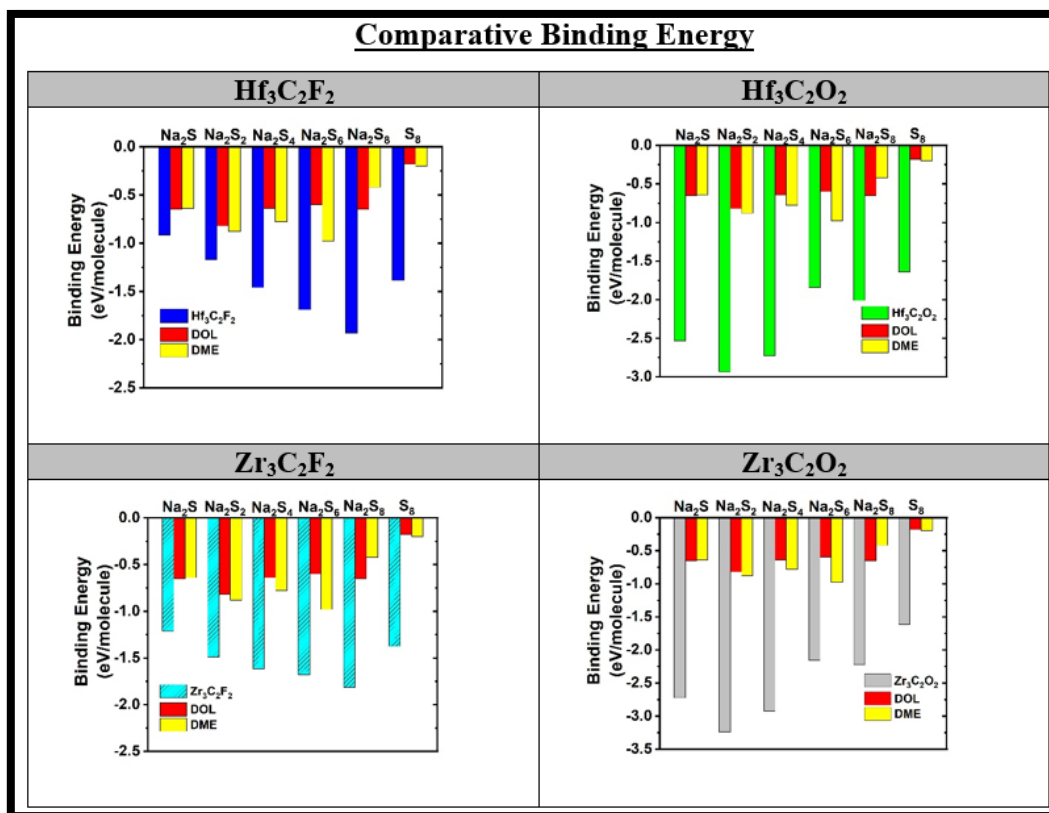 Comparative Binding Energy
Hf₃C₂F₂
Hf₃C₂O₂
Na₂S Na₂S₂ Na₂S₄ Na₂S₆ Na₂S₈ S₈
0.0
-0.5
-1.0
-1.5
-2.0
-2.5
Binding Energy
(eV/molecule)
Hf₃C₂F₂
DOL
DME
Na₂S Na₂S₂ Na₂S₄ Na₂S₆ Na₂S₈ S₈
0.0
-0.5
-1.0
-1.5
-2.0
-2.5
-3.0
Binding Energy
(eV/molecule)
Hf₃C₂O₂
DOL
DME
Zr₃C₂F₂
Zr₃C₂O₂
Na₂S Na₂S₂ Na₂S₄ Na₂S₆ Na₂S₈ S₈
0.0
-0.5
-1.0
-1.5
-2.0
-2.5
Binding Energy
(eV/molecule)
Zr₃C₂F₂
DOL
DME
Na₂S Na₂S₂ Na₂S₄ Na₂S₆ Na₂S₈ S₈
0.0
-0.5
-1.0
-1.5
-2.0
-2.5
-3.0
-3.5
Binding Energy
(eV/molecule)
Zr₃C₂O₂
DOL
DME